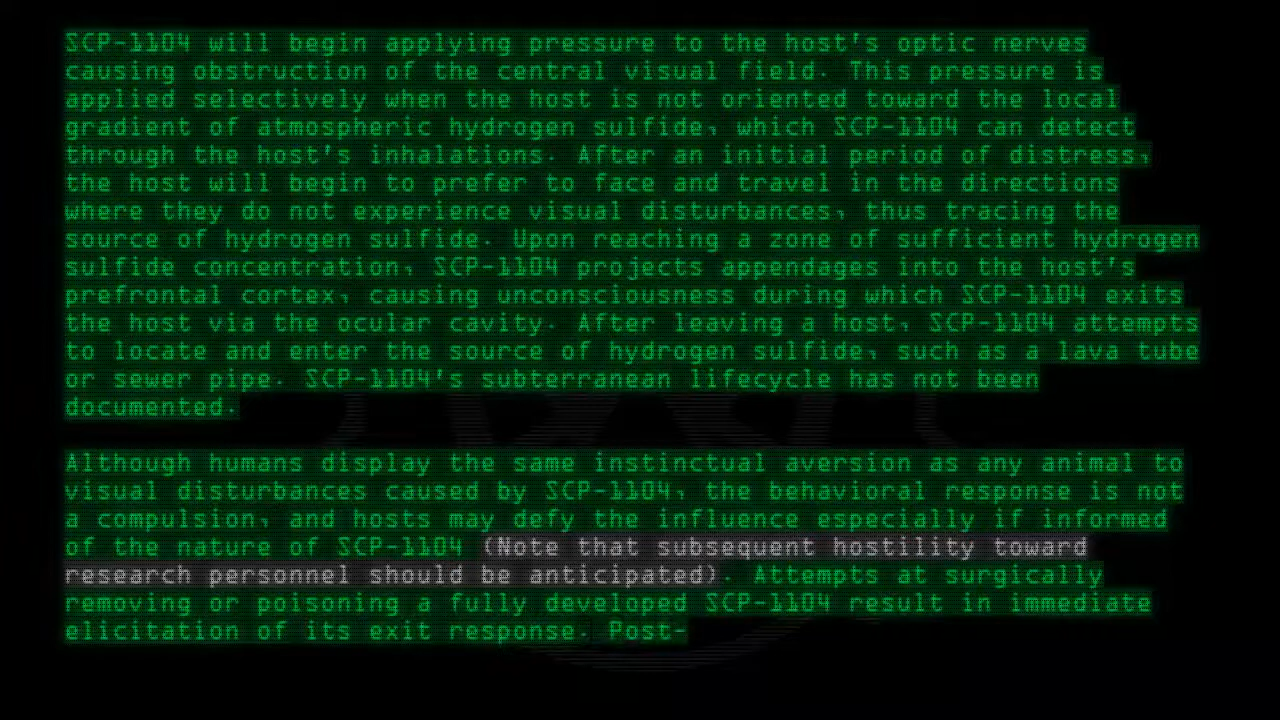 SCP-1104 will begin applying pressure to the host's optic nerves
causing obstruction of the central visual field. This pressure is
applied selectively when the host is not oriented toward the local
gradient of atmospheric hydrogen sulfide, which SCP-1104 can detect
through the host's inhalations. After an initial period of distress,
the host will begin to prefer to face and travel in the directions
where they do not experience visual disturbances, thus tracing the
source of hydrogen sulfide. Upon reaching a zone of sufficient hydrogen
sulfide concentration, SCP-1104 projects appendages into the host's
prefrontal cortex, causing unconsciousness during which SCP-1104 exits
the host via the ocular cavity. After leaving a host, SCP-1104 attempts
to locate and enter the source of hydrogen sulfide, such as a lava tube
or sewer pipe. SCP-1104's subterranean lifecycle has not been
documented.
Although humans display the same instinctual aversion as any animal to
visual disturbances caused by SCP-1104, the behavioral response is not
a compulsion, and hosts may defy the influence especially if informed
of the nature of SCP-1104 (Note that subsequent hostility toward
research personnel should be anticipated). Attempts at surgically
removing or poisoning a fully developed SCP-1104 result in immediate
elicitation of its exit response. Post-